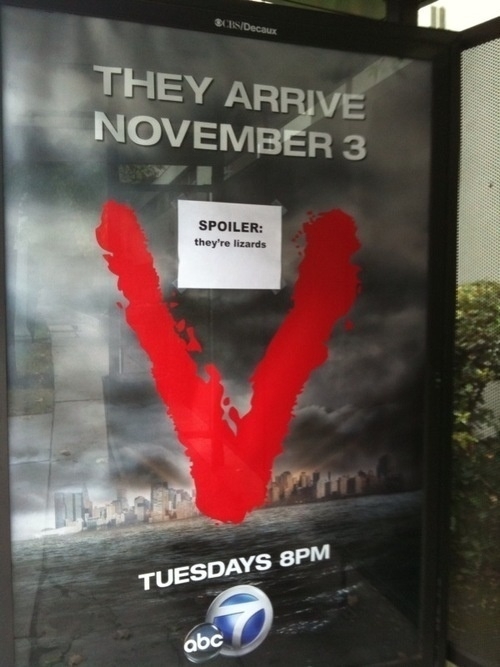 CBS/Decaux
THEY ARRIVE
NOVEMBER 3
SPOILER:
they're lizards
V
TUESDAYS 8PM
abc 7